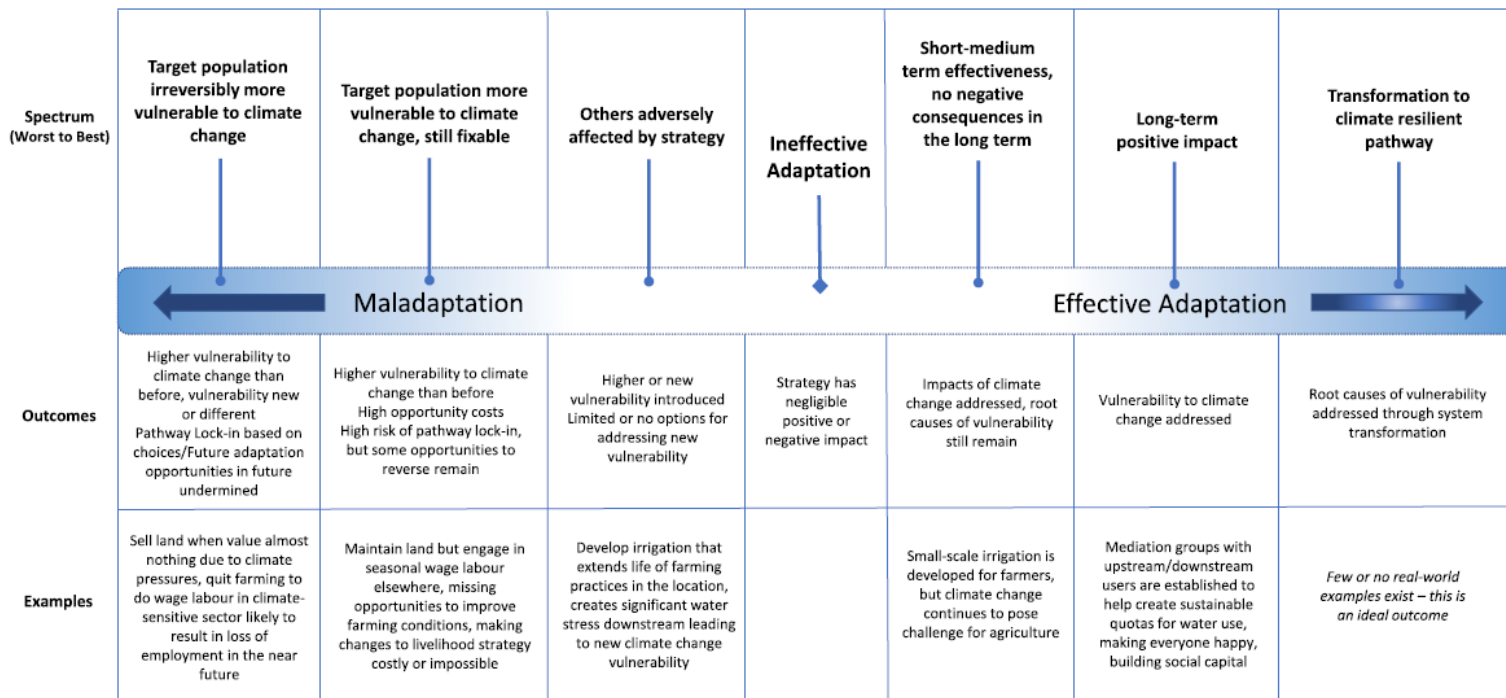 Spectrum
(Worst to Best)
Target population
irreversibly more
vulnerable to climate
change
Target population more
vulnerable to climate
change, still fixable
Others adversely
affected by strategy
Ineffective
Adaptation
Short-medium
term effectiveness,
no negative
consequences in
the long term
Long-term
positive impact
Transformation to
climate resilient
pathway
Maladaptation
Effective Adaptation
Outcomes
Higher vulnerability to
climate change than
before, vulnerability new
or different
Pathway Lock-in based on
choices/Future adaptation
opportunities in future
undermined
Higher vulnerability to climate
change than before
High opportunity costs
High risk of pathway lock-in,
but some opportunities to
reverse remain
Higher or new
vulnerability introduced
Limited or no options for
addressing new
vulnerability
Strategy has
negligible
positive or
negative impact
Impacts of climate
change addressed, root
causes of vulnerability
still remain
Vulnerability to climate
change addressed
Root causes of vulnerability
addressed through system
transformation
Examples
Sell land when value almost
nothing due to climate
pressures, quit farming to
do wage labour in climate-
sensitive sector likely to
result in loss of
employment in the near
future
Maintain land but engage in
seasonal wage labour
elsewhere, missing
opportunities to improve
farming conditions, making
changes to livelihood strategy
costly or impossible
Develop irrigation that
extends life of farming
practices in the location,
creates significant water
stress downstream leading
to new climate change
vulnerability
Small-scale irrigation is
developed for farmers,
but climate change
continues to pose
challenge for agriculture
Mediation groups with
upstream/downstream
users are established to
help create sustainable
quotas for water use,
making everyone happy,
building social capital
Few or no real-world
examples exist – this is
an ideal outcome